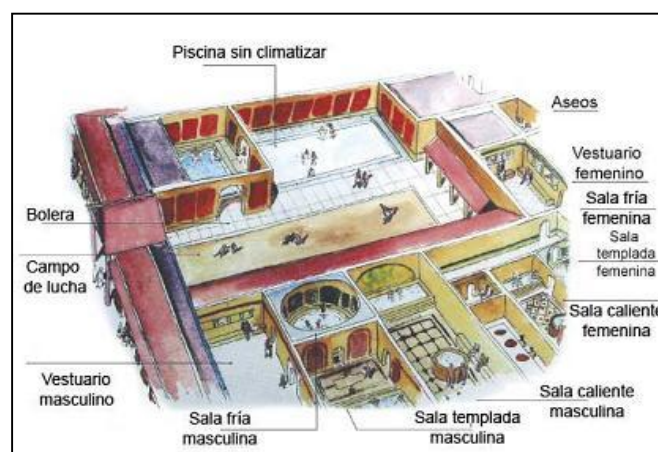 Piscina sin climatizar
Aseos
Vestuario
femenino
Sala fría
femenina
Sala
templada
femenina
Sala caliente
femenina
Bolera
Campo
de lucha
Vestuario
masculino
Sala fría
masculina
Sala templada
masculina
Sala caliente
masculina